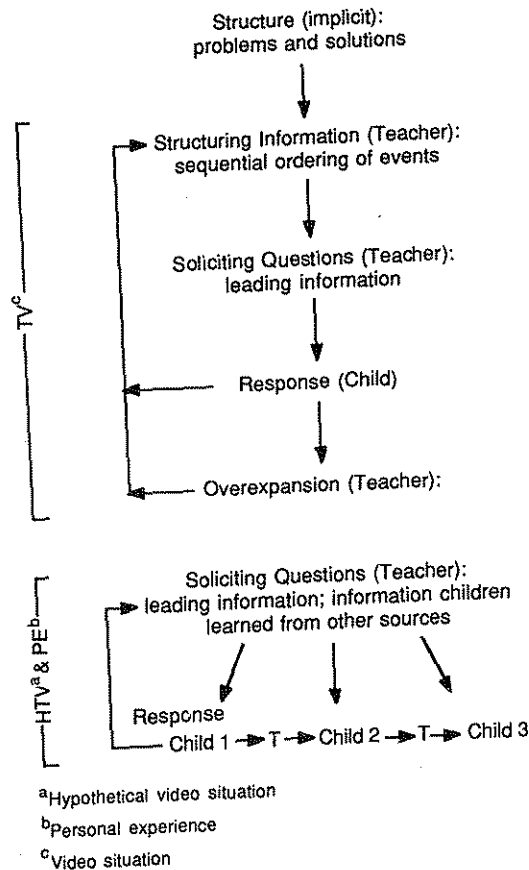 Structure (implicit):
problems and solutions
Structuring Information (Teacher):
sequential ordering of events
Soliciting Questions (Teacher):
leading information
TVc
Response (Child)
Overexpansion (Teacher):
Soliciting Questions (Teacher):
leading information; information children
learned from other sources
HTVa & PEb
Response
Child 1 T Child 2 T Child 3
aHypothetical video situation
bPersonal experience
cVideo situation